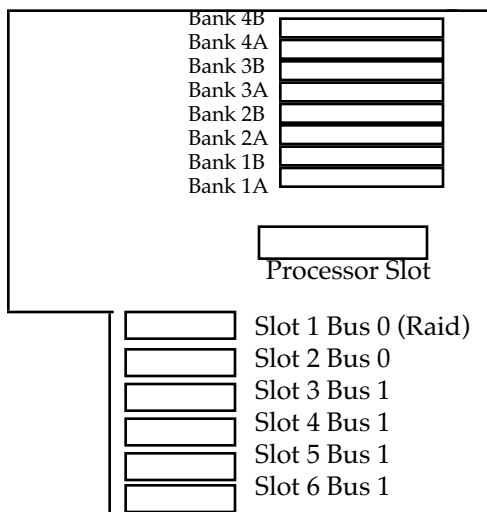 Bank 4B
Bank 4A
Bank 3B
Bank 3A
Bank 2B
Bank 2A
Bank 1B
Bank 1A
Processor Slot
Slot 1 Bus 0 (Raid)
Slot 2 Bus 0
Slot 3 Bus 1
Slot 4 Bus 1
Slot 5 Bus 1
Slot 6 Bus 1